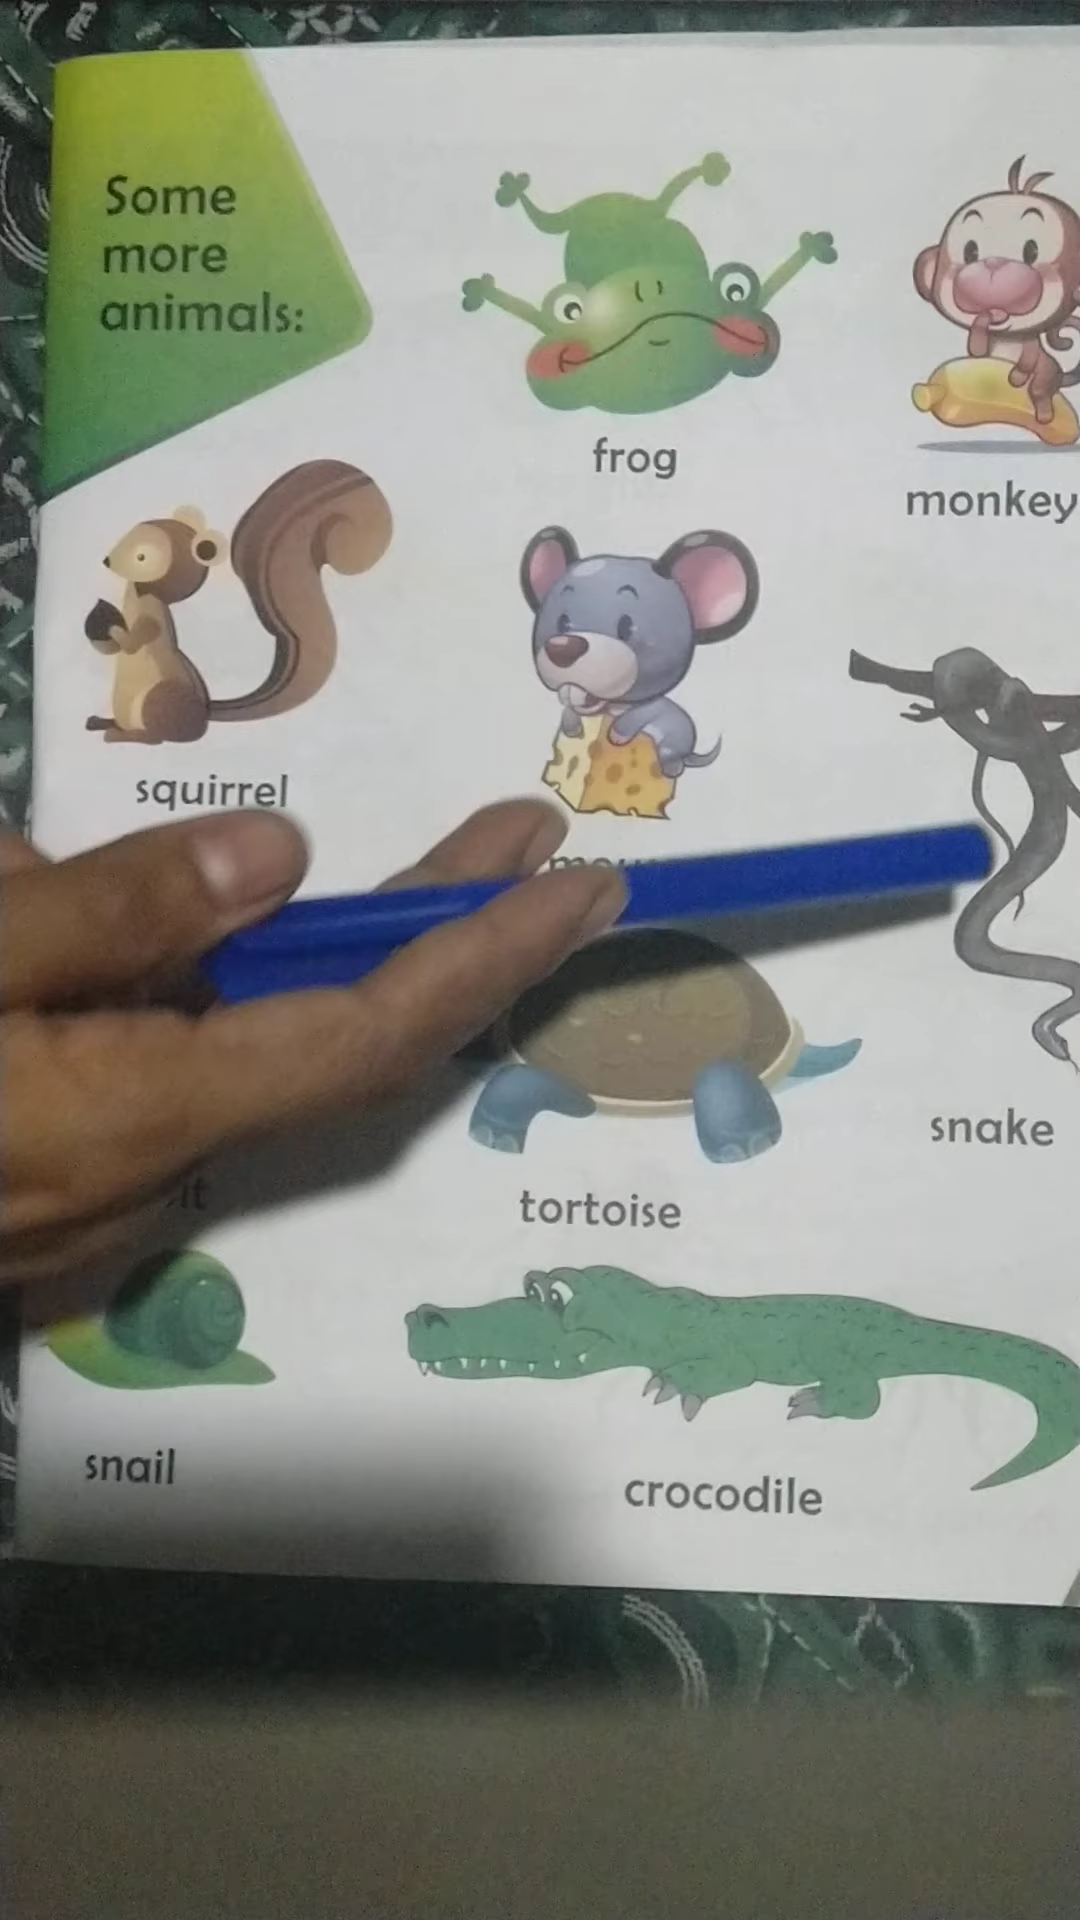 Some
more
animals:
frog
monkey
squirrel
snake
tortoise
snail
crocodile